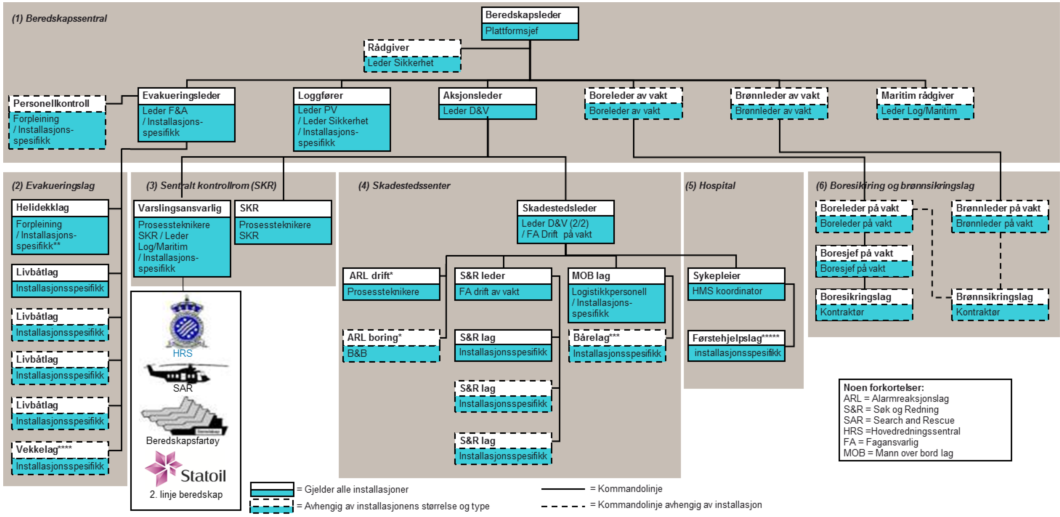 (1) Beredskapssentral
Beredskapsleder
Plattformsjef
Rådgiver
Leder Sikkerhet
Personellkontroll
Forpleining
/ Installasjons-
spesifikk
Evakueringsleder
Leder F&A
/ Installasjons-
spesifikk
Loggfører
Leder PV
/ Leder Sikkerhet
/ Installasjons-
spesifikk
Aksjonsleder
Leder D&V
Boreleder av vakt
Boreleder av vakt
Brønnleder av vakt
Brønnleder av vakt
Maritim rådgiver
Leder Log/Maritim
(2) Evakueringslag
Helidekklag
Forpleining
/ Installasjons-
spesifikk**
Livbåtlag
Installasjonsspesifikk
Livbåtlag
Installasjonsspesifikk
Livbåtlag
Installasjonsspesifikk
Livbåtlag
Installasjonsspesifikk
Vekkelag****
Installasjonsspesifikk
(3) Sentralt kontrollrom (SKR)
Varslingsansvarlig
Prosessteknikere
SKR / Leder
Log/Maritim
/ Installasjons-
spesifikk
SKR
Prosessteknikere
SKR
HRS
SAR
Beredskapsfartøy
Statoil
2. linje beredskap
(4) Skadestedssenter
Skadestedsleder
Leder D&V (2/2)
/ FA Drift på vakt
ARL drift*
Prosessteknikere
ARL boring*
B&B
S&R leder
FA drift av vakt
S&R lag
Installasjonsspesifikk
S&R lag
Installasjonsspesifikk
S&R lag
Installasjonsspesifikk
MOB lag
Logistikkpersonell
/ Installasjons-
spesifikk
Bårelag***
Installasjonsspesifikk
(5) Hospital
Sykepleier
HMS koordinator
Førstehjelpslag*****
installasjonsspesifikk
(6) Boresikiring og brønnsikringslag
Boreleder på vakt
Boreleder på vakt
Boresjef på vakt
Boresjef på vakt
Boresikringslag
Kontraktør
Brønnleder på vakt
Brønnleder på vakt
Brønnsikringslag
Kontraktør
Noen forkortelser:
ARL = Alarmreaksjonslag
S&R = Søk og Redning
SAR = Search and Rescue
HRS =Hovedredningssentral
FA = Fagansvarlig
MOB = Mann over bord lag
= Gjelder alle installasjoner
= Avhengig av installasjonens størrelse og type
= Kommandolinje
= Kommandolinje avhengig av installasjon